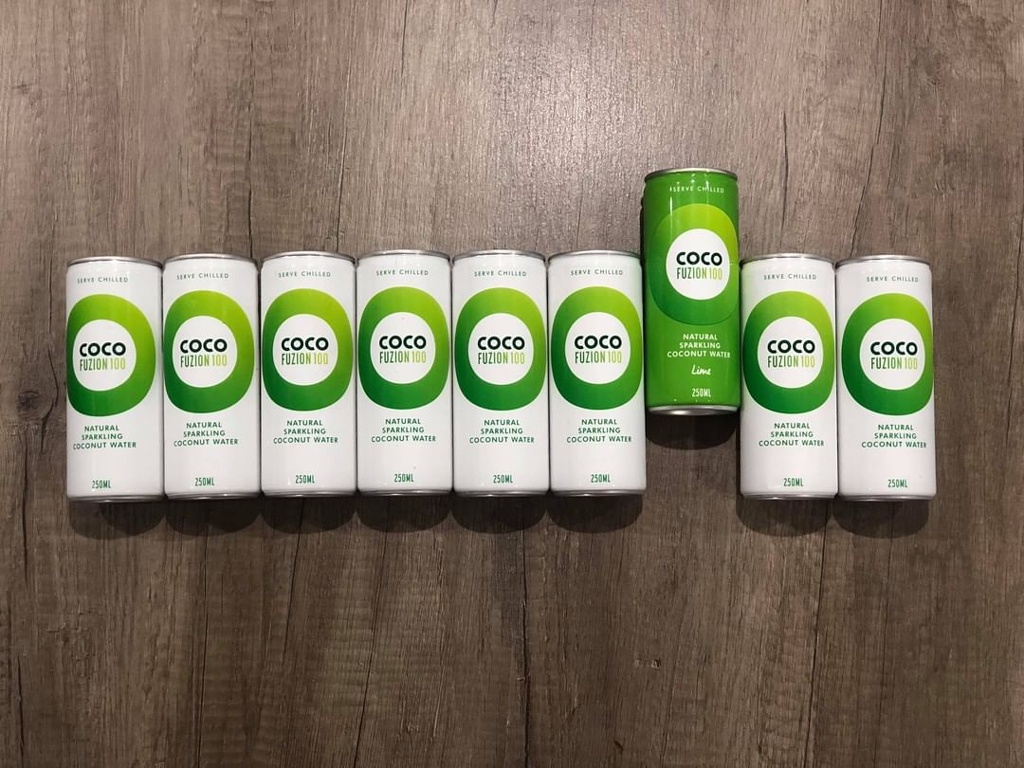 SERVE CHILLED
COCO
FUZION 100
NATURAL
SPARKLING
COCONUT WATER
250ML
SERVE CHILLED
COCO
FUZION 100
NATURAL
SPARKLING
COCONUT WATER
250ML
SERVE CHILLED
COCO
FUZION 100
NATURAL
SPARKLING
COCONUT WATER
250ML
SERVE CHILLED
COCO
FUZION 100
NATURAL
SPARKLING
COCONUT WATER
250ML
SERVE CHILLED
COCO
FUZION 100
NATURAL
SPARKLING
COCONUT WATER
250ML
SERVE CHILLED
COCO
FUZION 100
NATURAL
SPARKLING
COCONUT WATER
250ML
SERVE CHILLED
COCO
FUZION 100
NATURAL
SPARKLING
COCONUT WATER
Lime
250ML
SERVE CHILLED
COCO
FUZION 100
NATURAL
SPARKLING
COCONUT WATER
250ML
SERVE CHILLED
COCO
FUZION 100
NATURAL
SPARKLING
COCONUT WATER
250ML